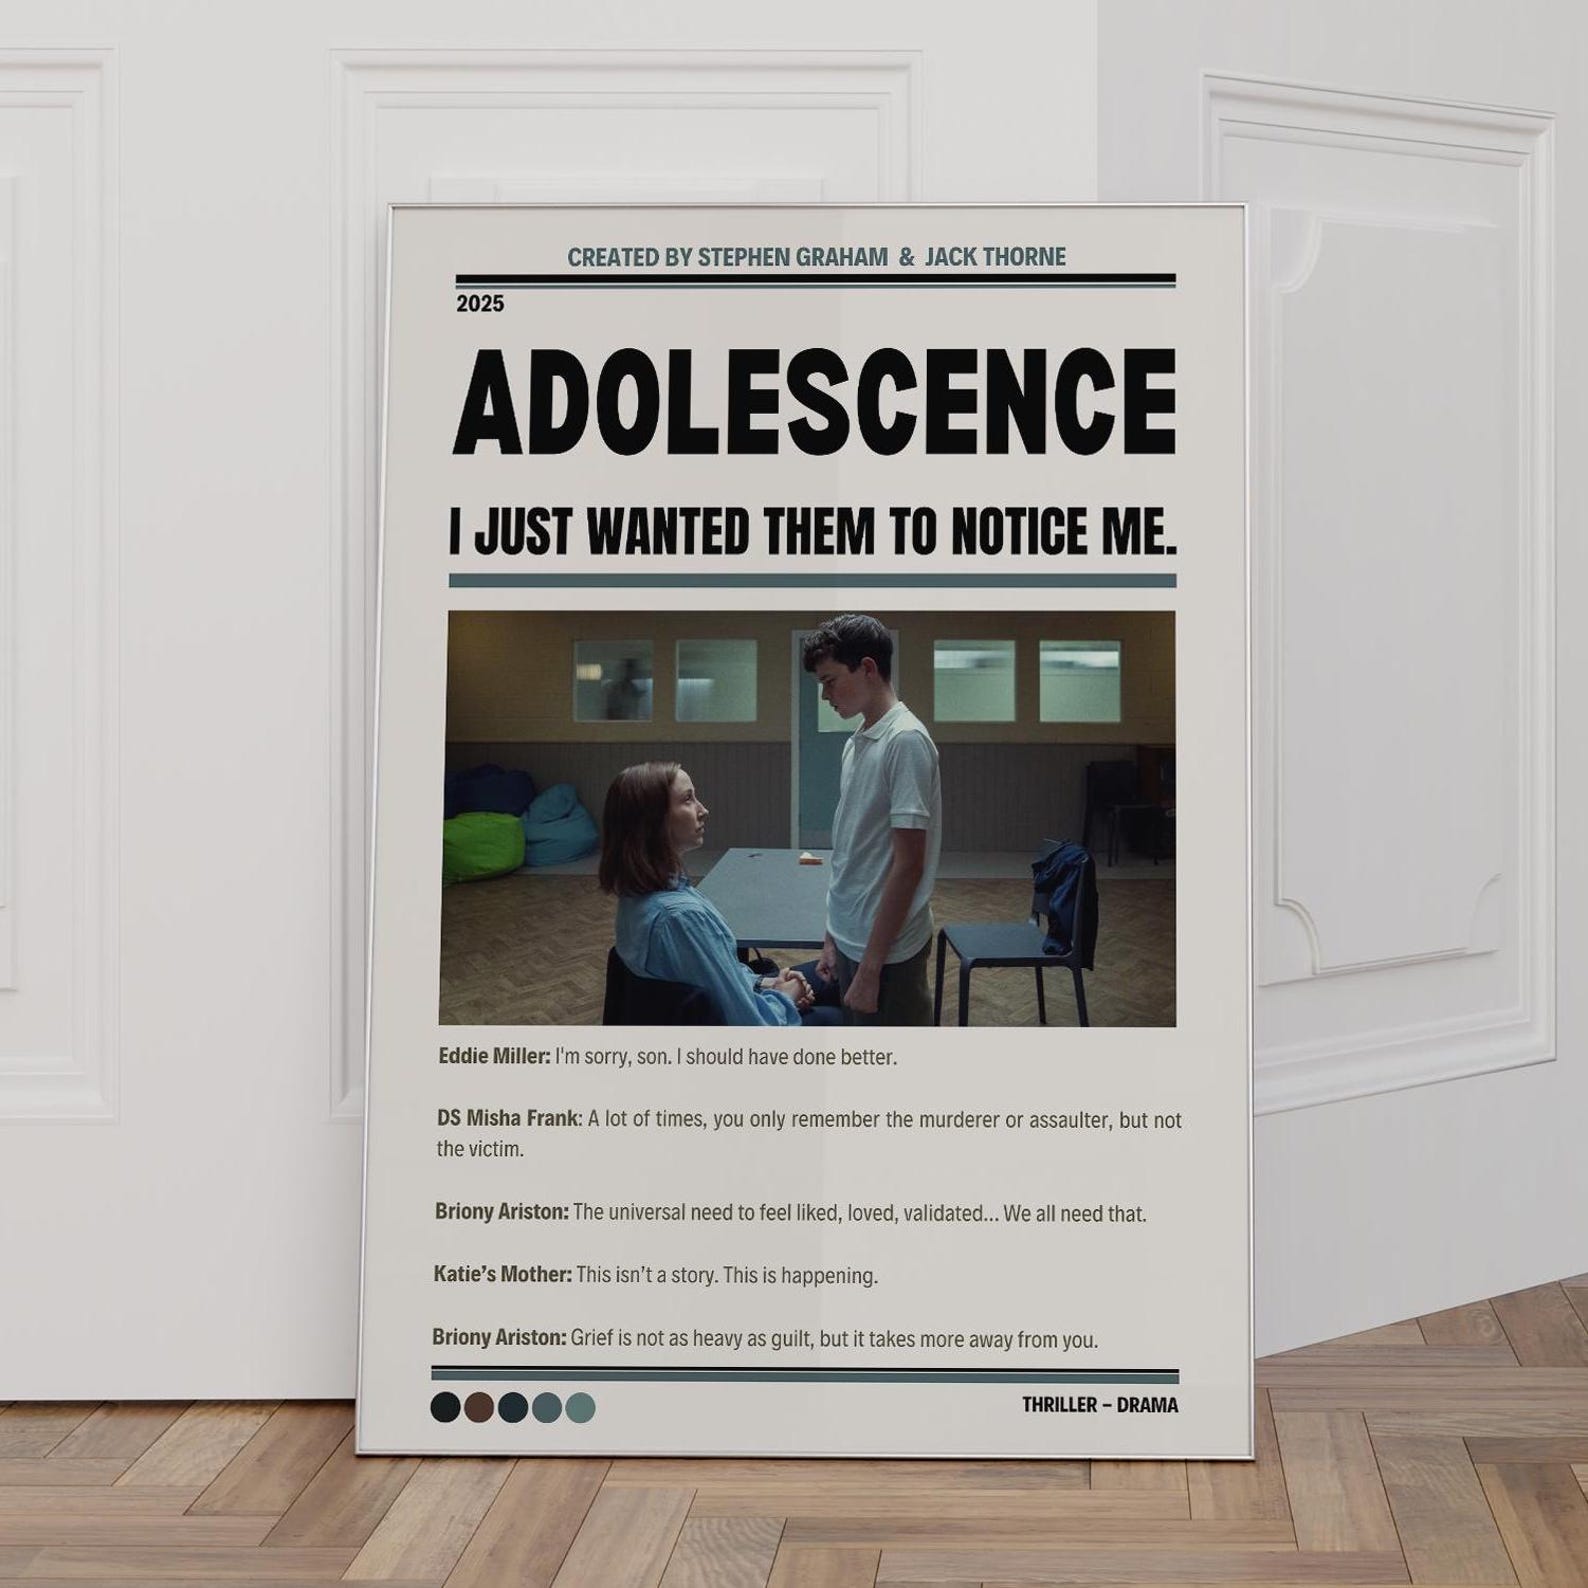 CREATED BY STEPHEN GRAHAM & JACK THORNE
2025
ADOLESCENCE
I JUST WANTED THEM TO NOTICE ME.
Eddie Miller: I'm sorry, son. I should have done better.
DS Misha Frank: A lot of times, you only remember the murderer or assaulter, but not
the victim.
Briony Ariston: The universal need to feel liked, loved, validated... We all need that.
Katie’s Mother: This isn’t a story. This is happening.
Briony Ariston: Grief is not as heavy as guilt, but it takes more away from you.
THRILLER – DRAMA